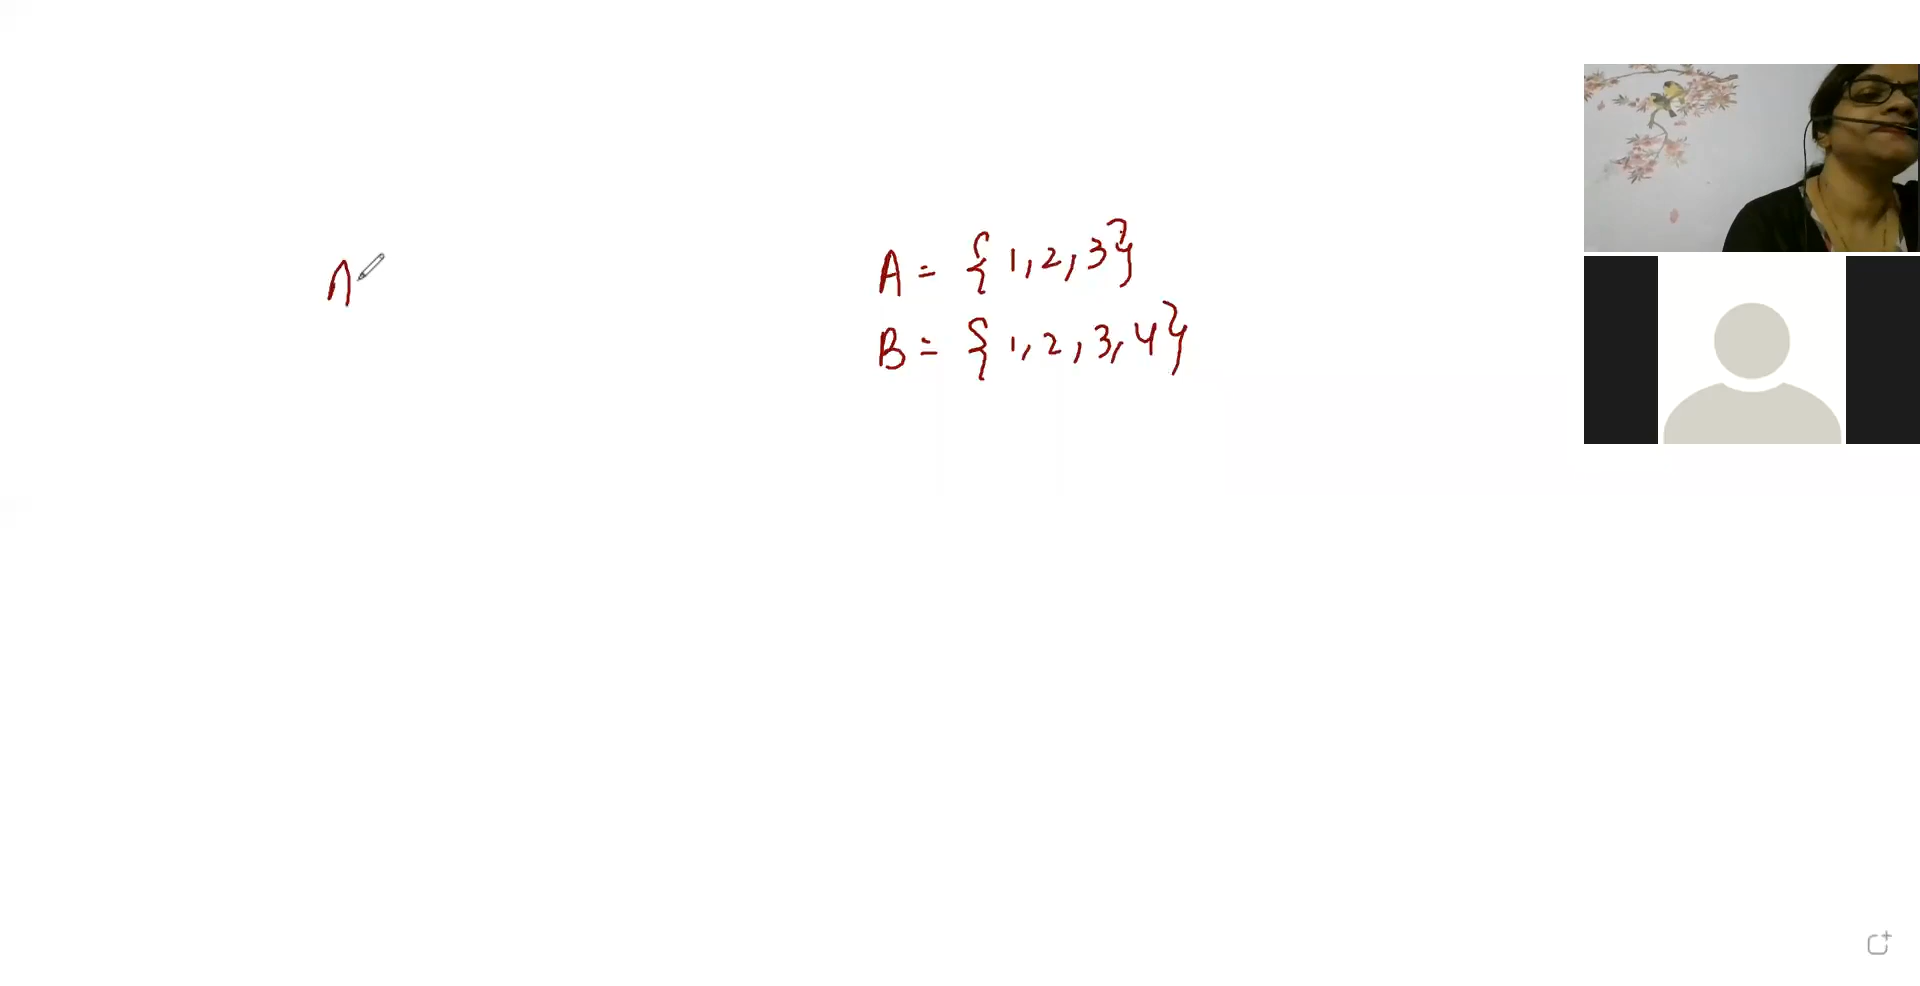 A = { 1, 2, 3 }
B = { 1, 2, 3, 4 }